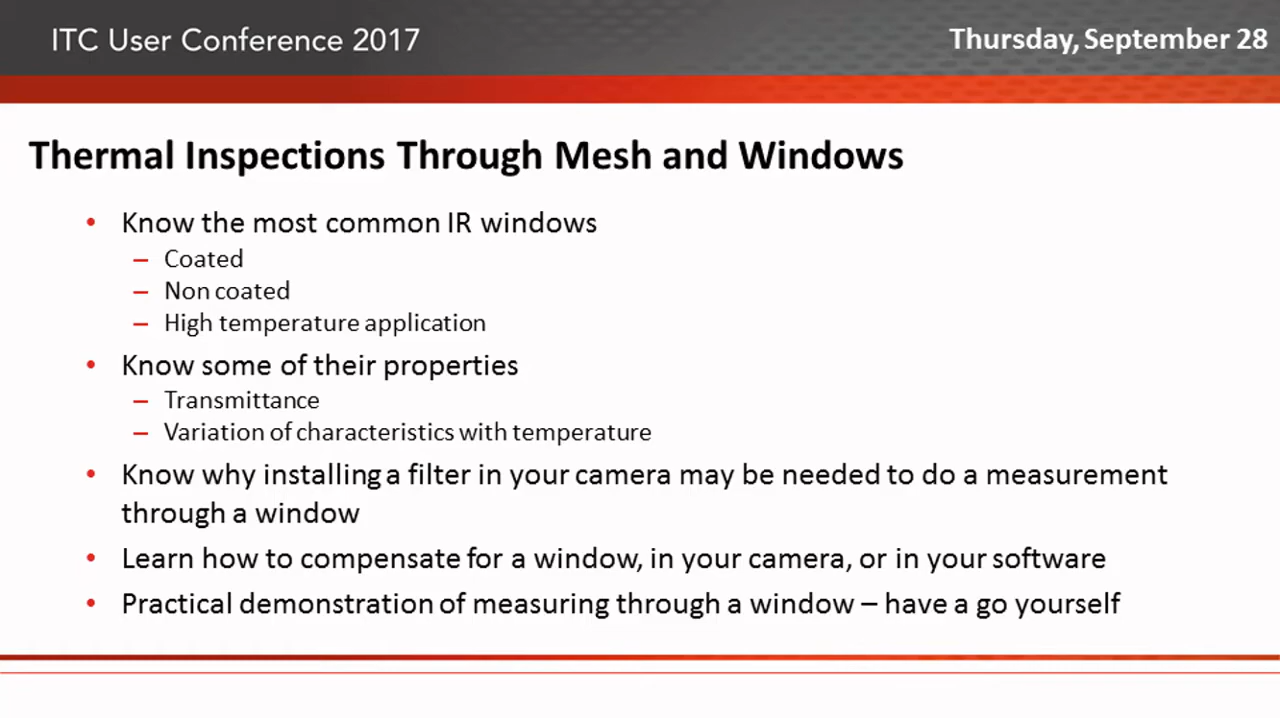 ITC User Conference 2017
Thursday, September 28
Thermal Inspections Through Mesh and Windows
• Know the most common IR windows
– Coated
– Non coated
– High temperature application
• Know some of their properties
– Transmittance
– Variation of characteristics with temperature
• Know why installing a filter in your camera may be needed to do a measurement
through a window
• Learn how to compensate for a window, in your camera, or in your software
• Practical demonstration of measuring through a window – have a go yourself